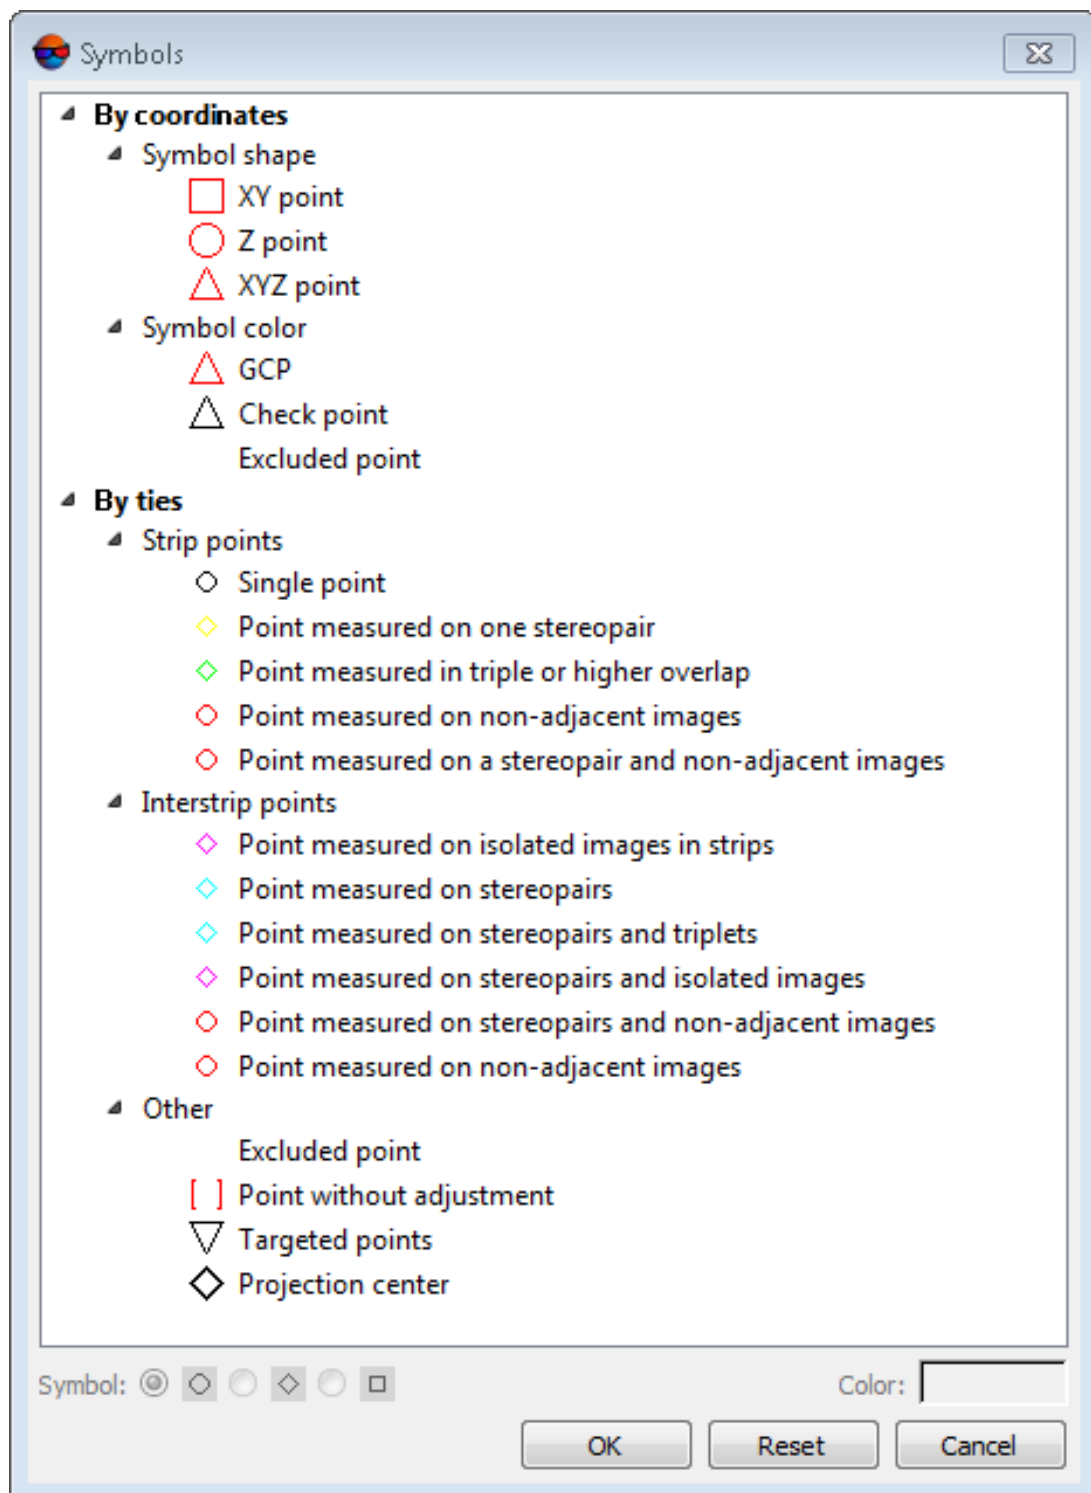 Symbols
By coordinates
Symbol shape
XY point
Z point
XYZ point
Symbol color
GCP
Check point
Excluded point
By ties
Strip points
Single point
Point measured on one stereopair
Point measured in triple or higher overlap
Point measured on non-adjacent images
Point measured on a stereopair and non-adjacent images
Interstrip points
Point measured on isolated images in strips
Point measured on stereopairs
Point measured on stereopairs and triplets
Point measured on stereopairs and isolated images
Point measured on stereopairs and non-adjacent images
Point measured on non-adjacent images
Other
Excluded point
Point without adjustment
Targeted points
Projection center
Symbol: Color:
OK Reset Cancel